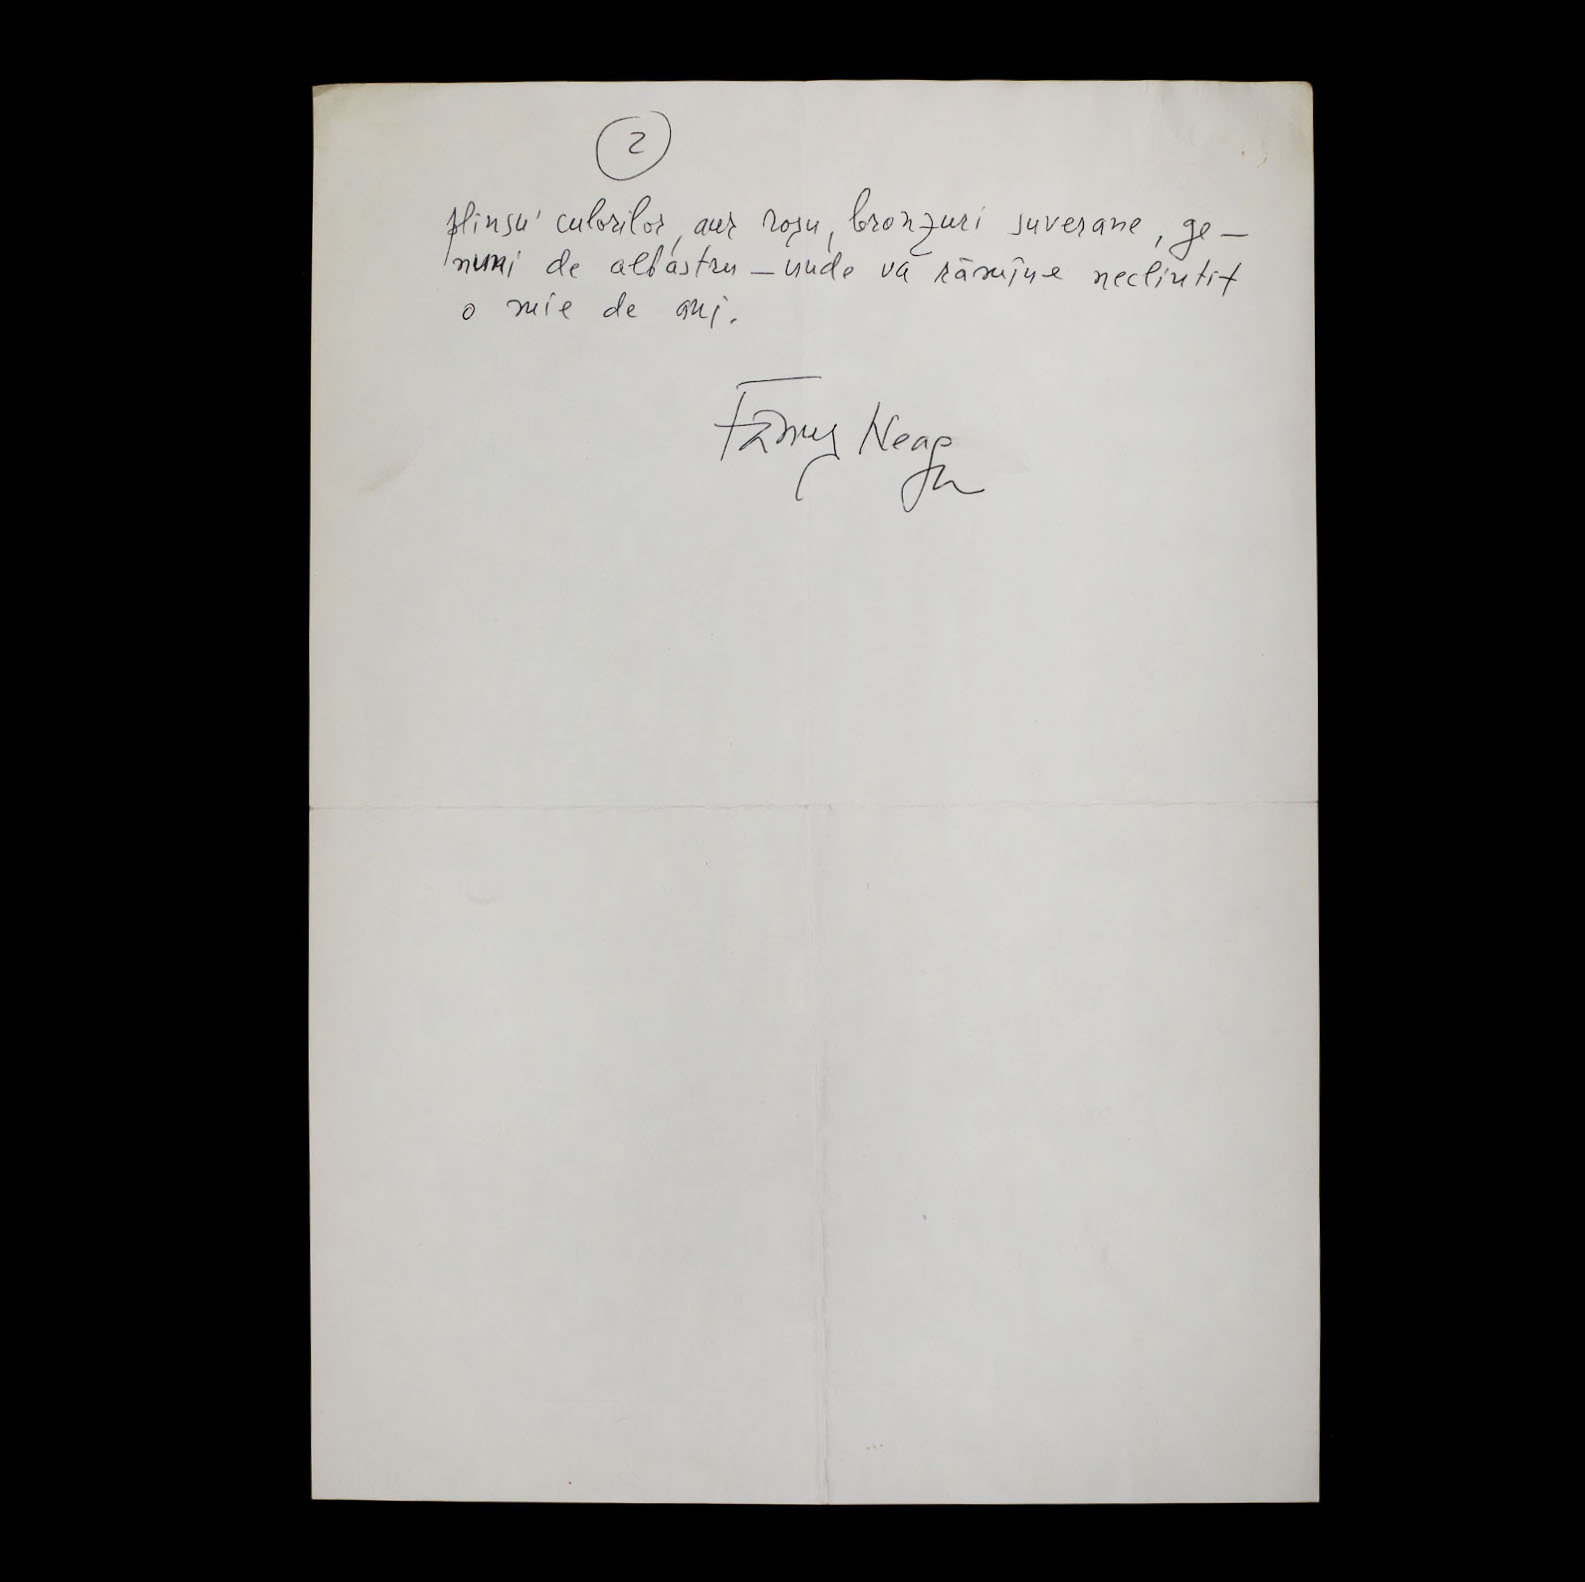 2
plînsu' culorilor, aur roșu, bronzuri suverane, ge-
nuni de albastru – unde va rămîne neclintit
o mie de ani.
Fănuș Neagu